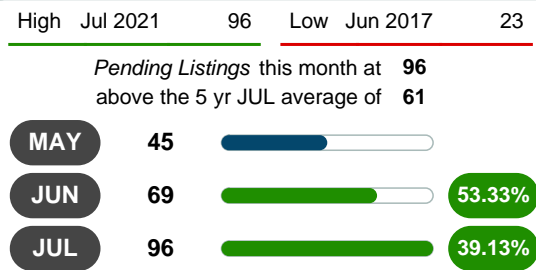 High Jul 2021 96 Low Jun 2017 23
Pending Listings this month at 96
above the 5 yr JUL average of 61
MAY 45
JUN 69 53.33%
JUL 96 39.13%